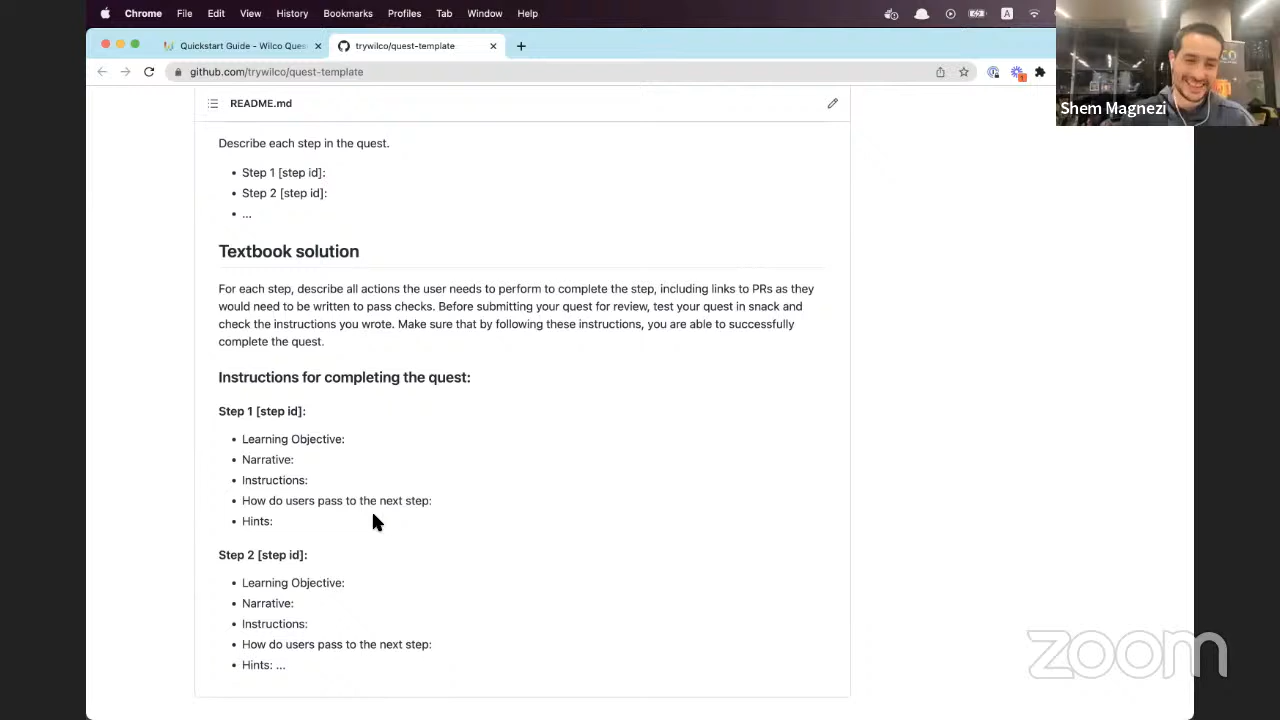 Chrome File Edit View History Bookmarks Profiles Tab Window Help
A
Quickstart Guide - Wilco Ques
trywilco/quest-template
github.com/trywilco/quest-template
Shem Magnezi
README.md
Describe each step in the quest.
Step 1 [step id]:
Step 2 [step id]:
...
Textbook solution
For each step, describe all actions the user needs to perform to complete the step, including links to PRs as they
would need to be written to pass checks. Before submitting your quest for review, test your quest in snack and
check the instructions you wrote. Make sure that by following these instructions, you are able to successfully
complete the quest.
Instructions for completing the quest:
Step 1 [step id]:
Learning Objective:
Narrative:
Instructions:
How do users pass to the next step:
Hints:
Step 2 [step id]:
Learning Objective:
Narrative:
Instructions:
How do users pass to the next step:
Hints: ...
zoom